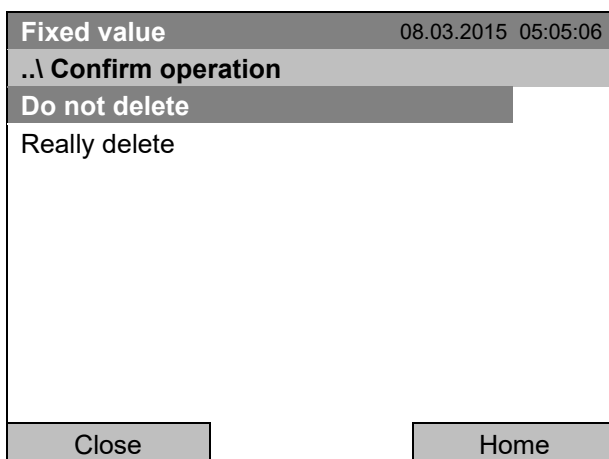 Fixed value 08.03.2015 05:05:06
..\ Confirm operation
Do not delete
Really delete
Close Home